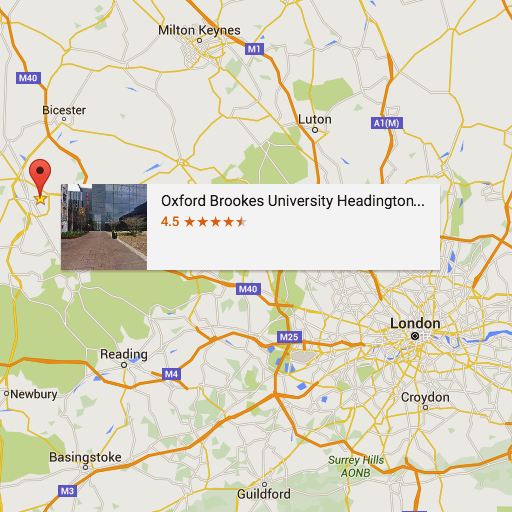 Milton Keynes
M1
M40
Bicester
Luton
A1(M)
Oxford Brookes University Headington...
4.5
M40
London
M25
Reading
M4
Newbury
Croydon
Basingstoke
Surrey Hills
AONB
M3
Guildford